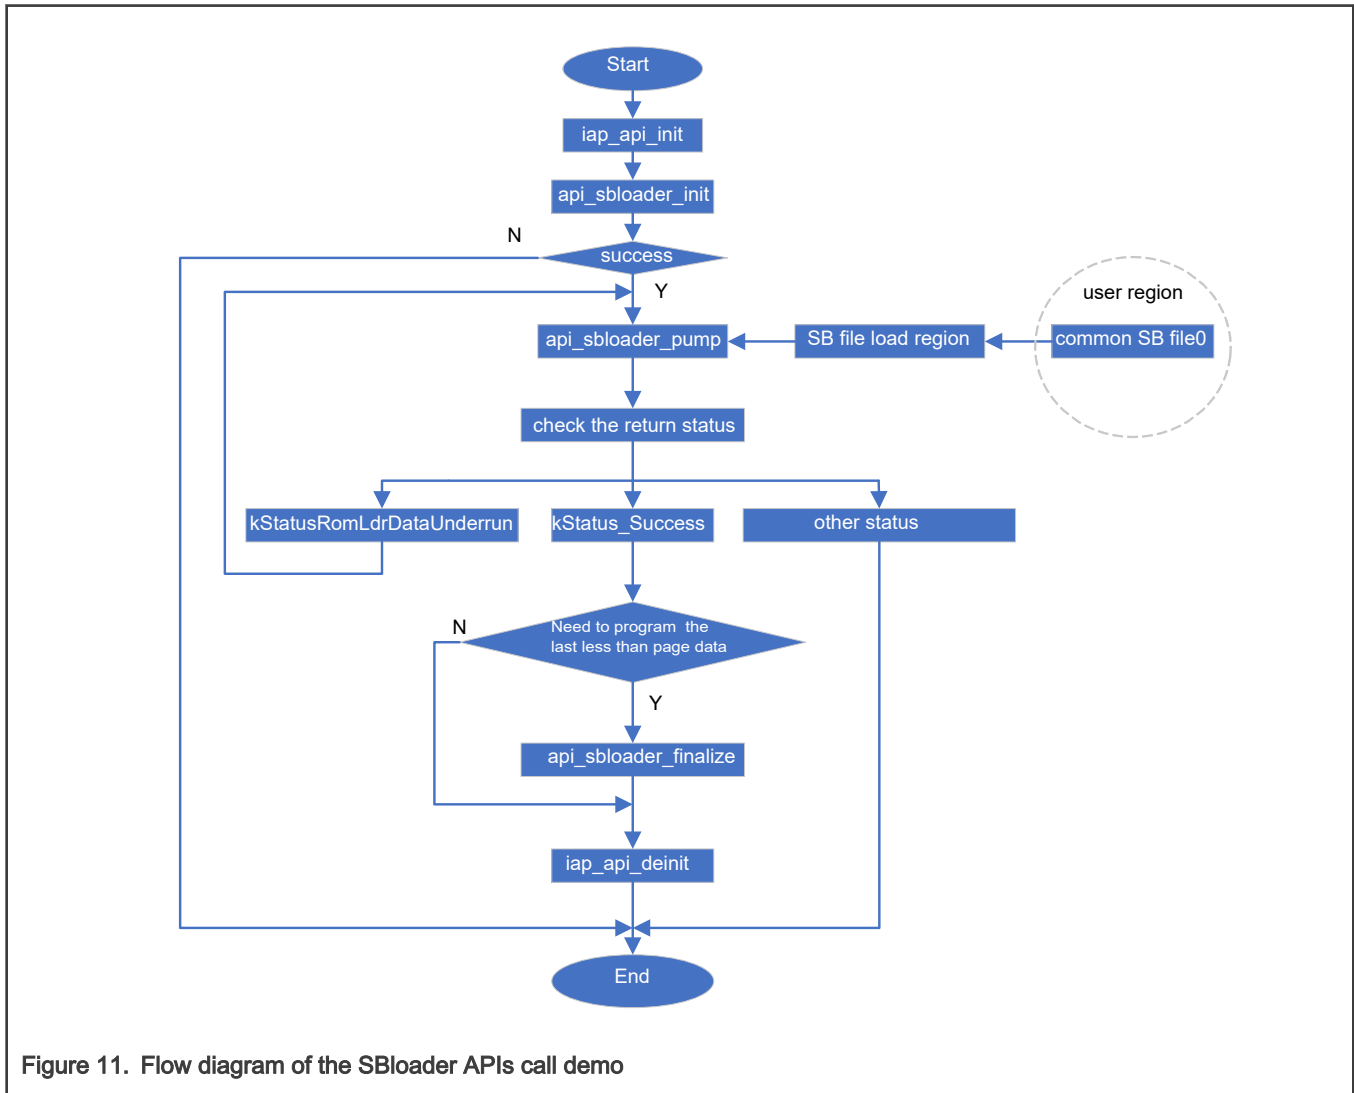 Start
iap_api_init
api_sbloader_init
N
success
Y
user region
api_sbloader_pump
SB file load region
common SB file0
check the return status
kStatusRomLdrDataUnderrun
kStatus_Success
other status
N
Need to program the
last less than page data
Y
api_sbloader_finalize
iap_api_deinit
End
Figure 11. Flow diagram of the SBloader APIs call demo